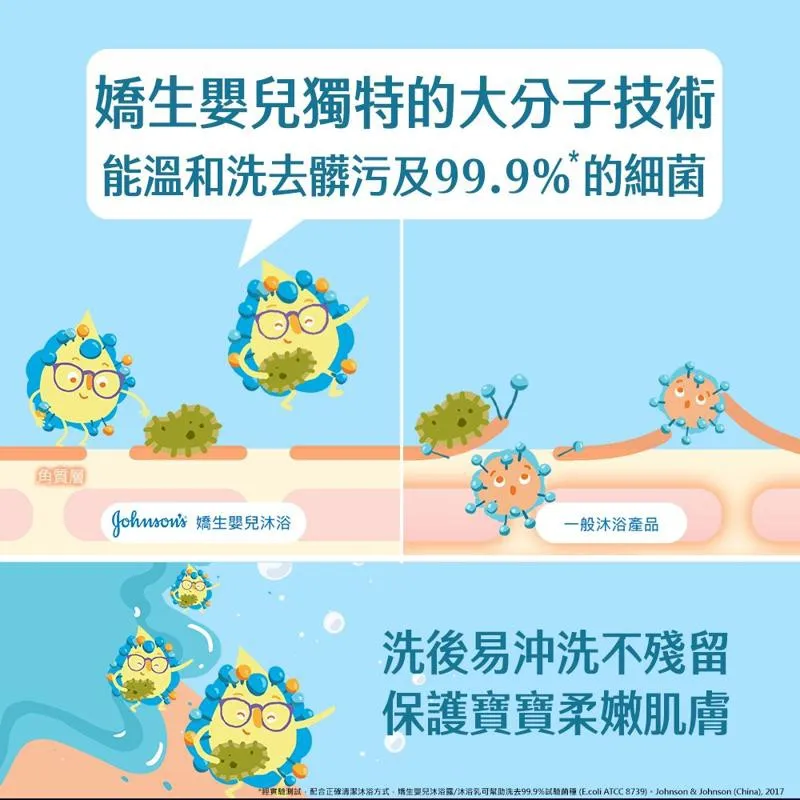 嬌生嬰兒獨特的大分子技術
能溫和洗去髒污及99.9%*的細菌
角質層
Johnson's 嬌生嬰兒沐浴
一般沐浴產品
洗後易沖洗不殘留
保護寶寶柔嫩肌膚
*經實驗測試，配合正確清潔沐浴方式，嬌生嬰兒沐浴露/沐浴乳可幫助洗去99.9%試驗菌種 (E.coli ATCC 8739)。Johnson & Johnson (China), 2017